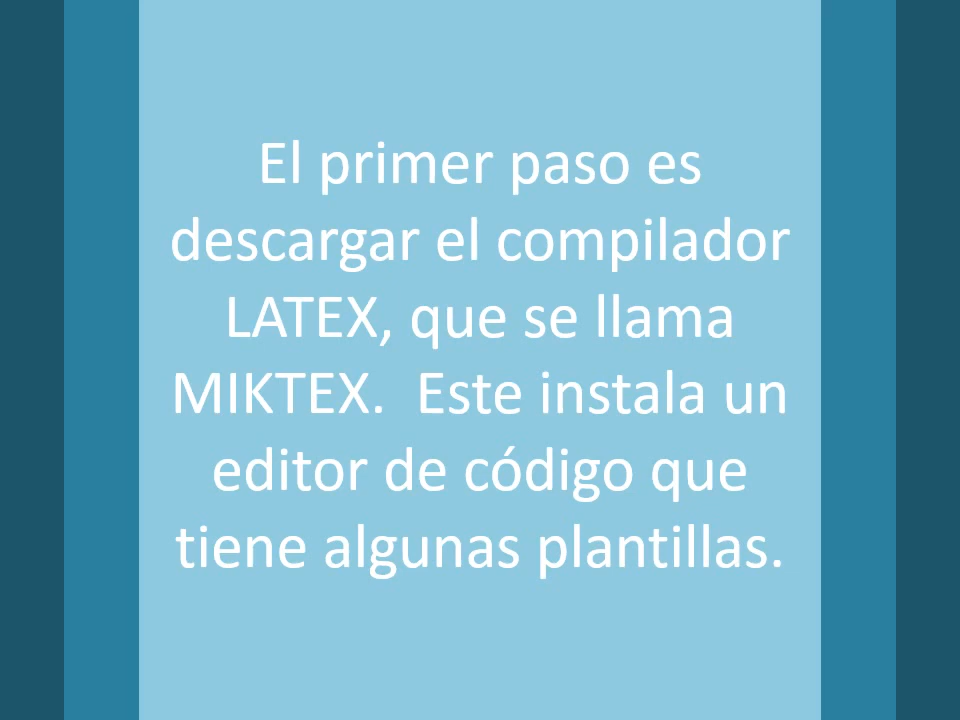 El primer paso es
descargar el compilador
LATEX, que se llama
MIKTEX.  Este instala un
editor de código que
tiene algunas plantillas.